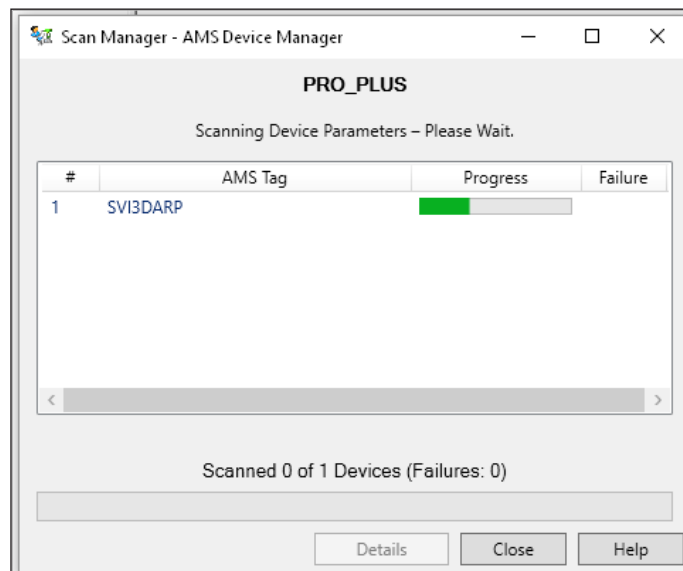 Scan Manager - AMS Device Manager
PRO_PLUS
Scanning Device Parameters – Please Wait.
# AMS Tag Progress Failure
1 SVI3DARP
Scanned 0 of 1 Devices (Failures: 0)
Details Close Help